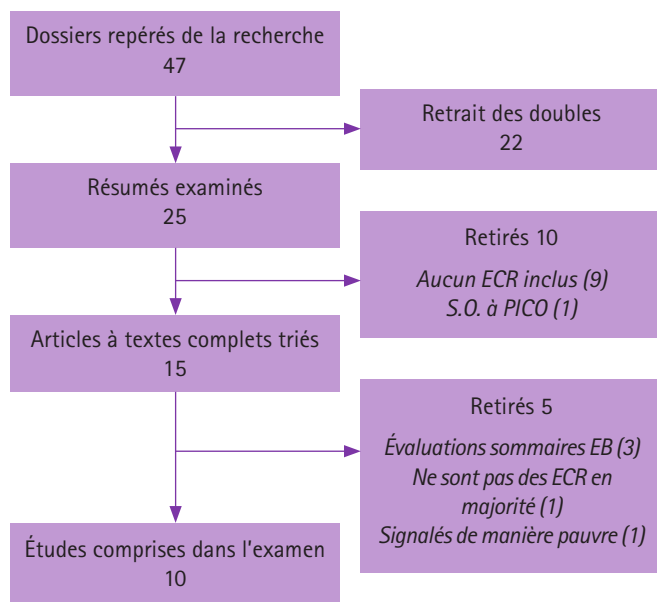 Dossiers repérés de la recherche
47
Retrait des doubles
22
Résumés examinés
25
Retirés 10
Aucun ECR inclus (9)
S.O. à PICO (1)
Articles à textes complets triés
15
Retirés 5
Évaluations sommaires EB (3)
Ne sont pas des ECR en
majorité (1)
Signalés de manière pauvre (1)
Études comprises dans l'examen
10